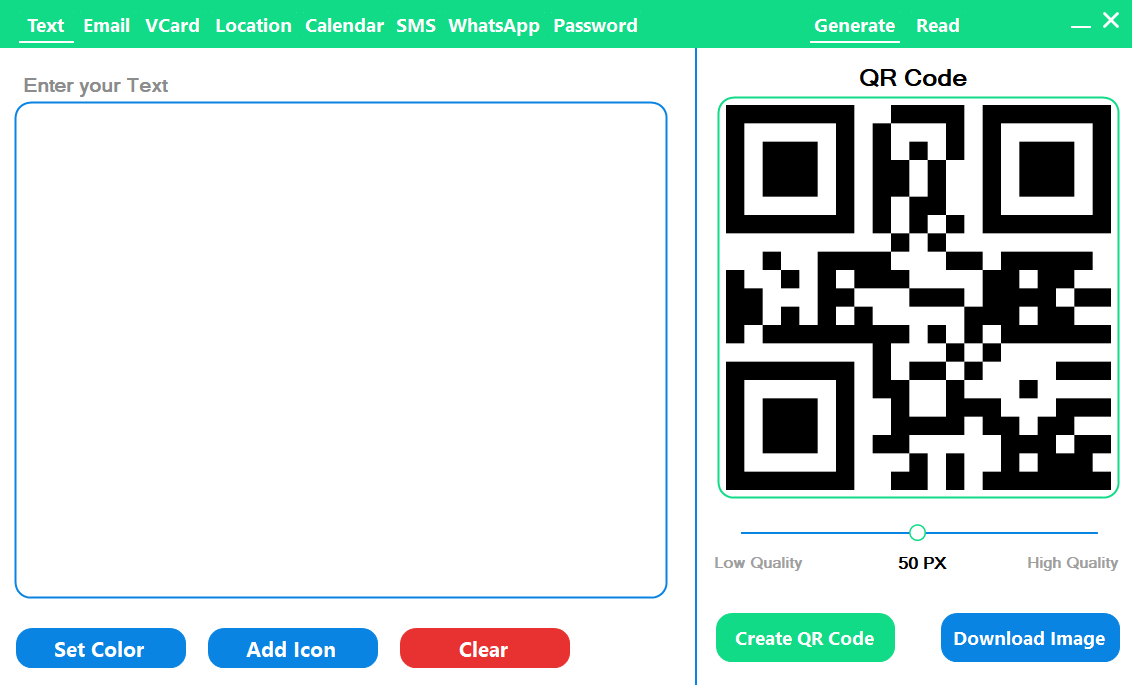 Text Email VCard Location Calendar SMS WhatsApp Password Generate Read
Enter your Text
QR Code
Low Quality 50 PX High Quality
Set Color Add Icon Clear Create QR Code Download Image